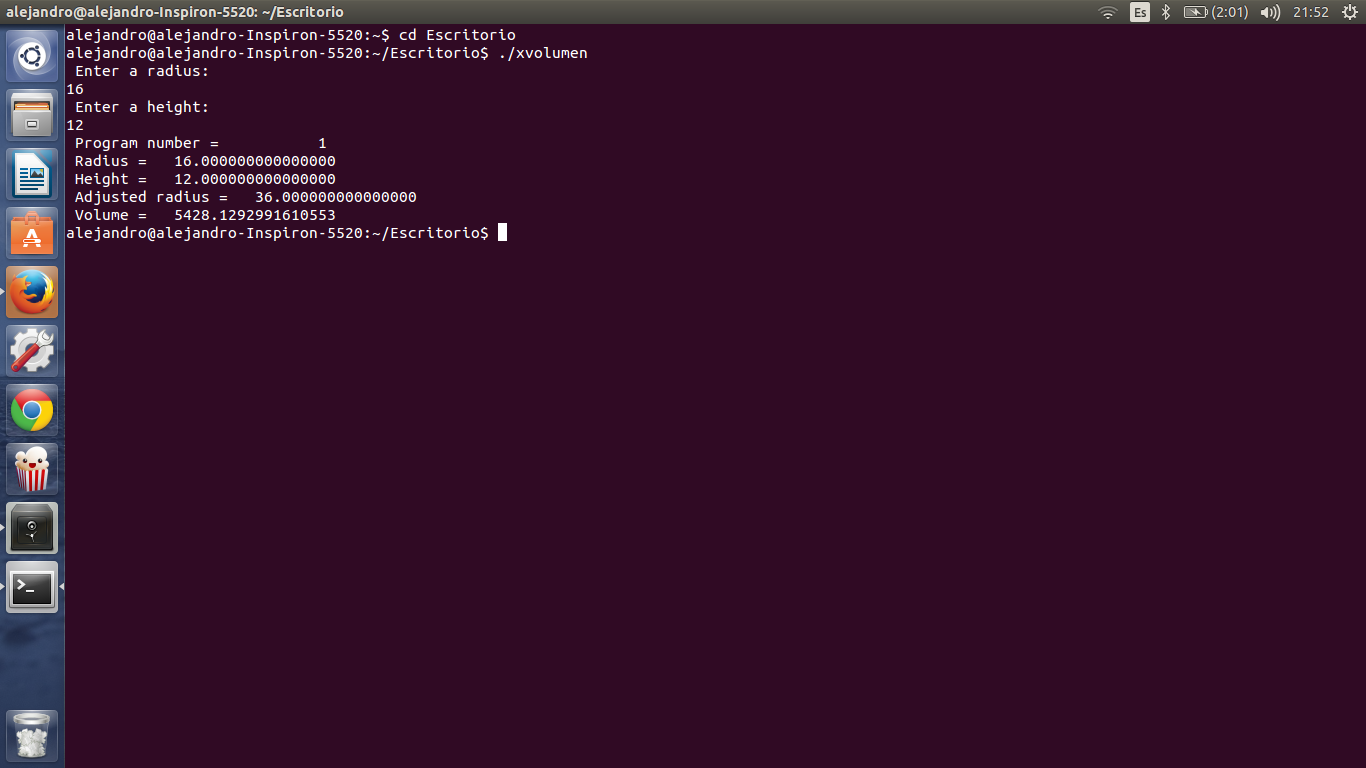 alejandro@alejandro-Inspiron-5520: ~/Escritorio
Es
(2:01)
21:52
alejandro@alejandro-Inspiron-5520:~$ cd Escritorio
alejandro@alejandro-Inspiron-5520:~/Escritorio$ ./xvolumen
Enter a radius:
16
Enter a height:
12
Program number =           1
Radius =   16.000000000000000
Height =   12.000000000000000
Adjusted radius =   36.000000000000000
Volume =   5428.1292991610553
alejandro@alejandro-Inspiron-5520:~/Escritorio$
>_